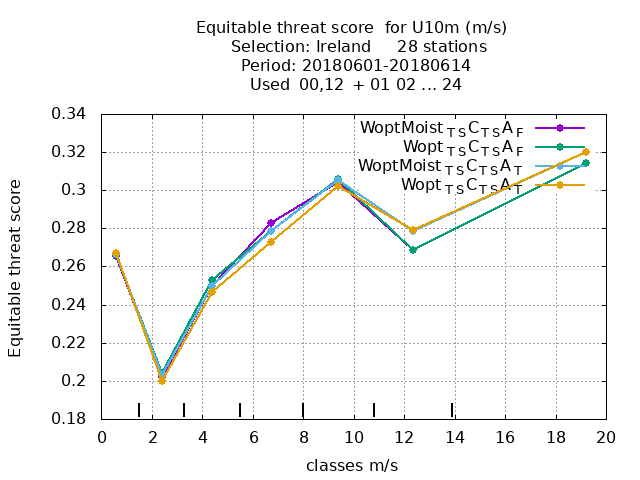 Equitable threat score for U10m (m/s)
Selection: Ireland 28 stations
Period: 20180601-20180614
Used 00,12 + 01 02 ... 24
WoptMoist TS C TS A F
Wopt TS C TS A F
WoptMoist TS C TS A T
Wopt TS C TS A T
Equitable threat score
0.34
0.32
0.3
0.28
0.26
0.24
0.22
0.2
0.18
0 2 4 6 8 10 12 14 16 18 20
classes m/s